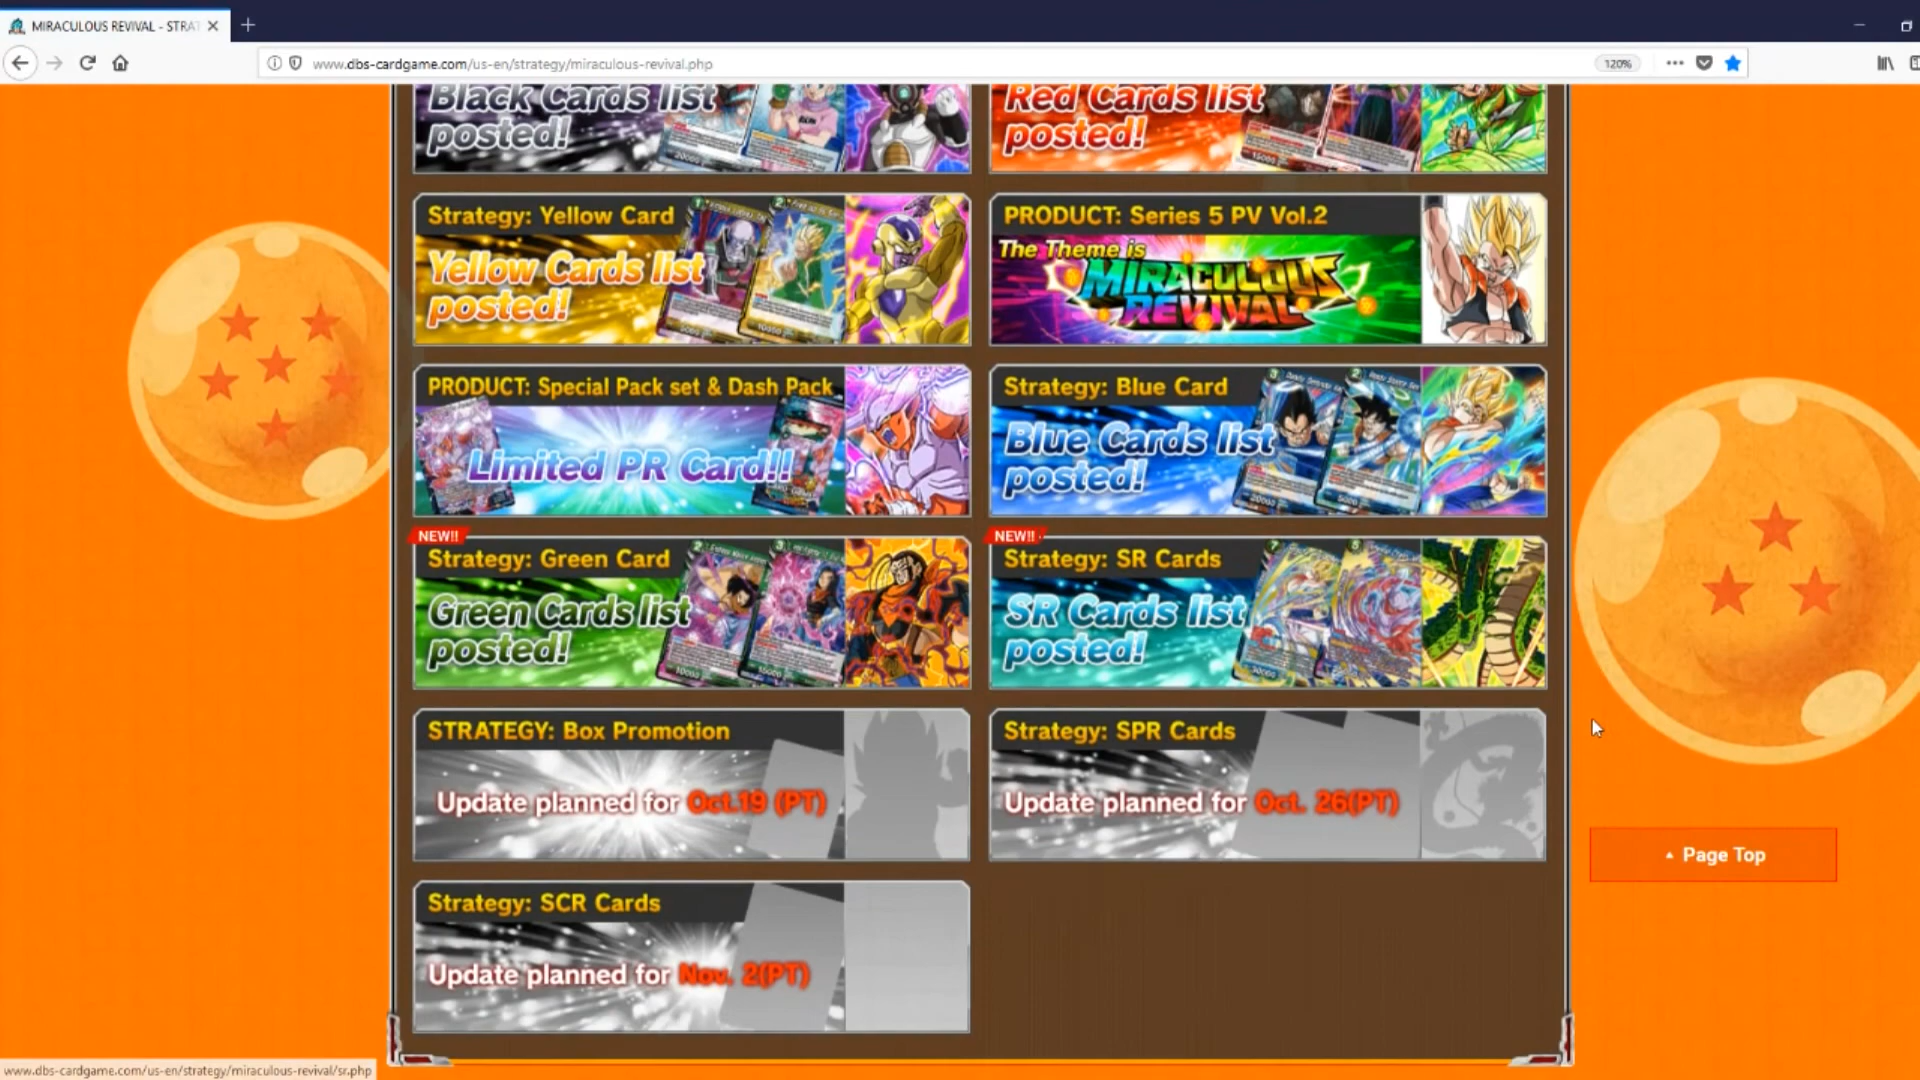 MIRACULOUS REVIVAL - STRAT
www.dbs-cardgame.com/us-en/strategy/miraculous-revival.php
120%
Black Cards list
posted!
Red Cards list
posted!
Strategy: Yellow Card
Yellow Cards list
posted!
PRODUCT: Series 5 PV Vol.2
The Theme is
MIRACULOUS
REVIVAL
PRODUCT: Special Pack set & Dash Pack
Limited PR Card!!
Strategy: Blue Card
Blue Cards list
posted!
NEW!!
Strategy: Green Card
Green Cards list
posted!
NEW!!
Strategy: SR Cards
SR Cards list
posted!
STRATEGY: Box Promotion
Update planned for Oct.19 (PT)
Strategy: SPR Cards
Update planned for Oct. 26(PT)
Strategy: SCR Cards
Update planned for Nov. 2(PT)
Page Top
www.dbs-cardgame.com/us-en/strategy/miraculous-revival/sr.php